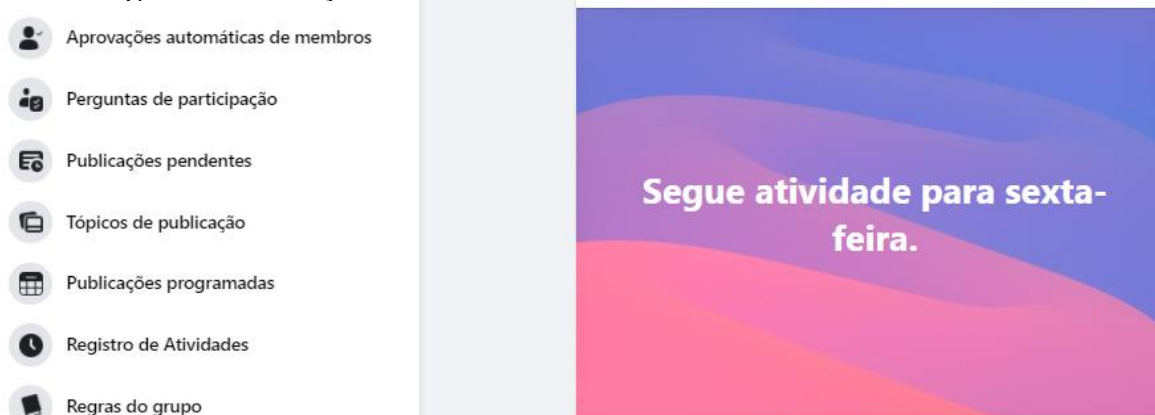 Aprovações automáticas de membros
Perguntas de participação
Publicações pendentes
Tópicos de publicação
Publicações programadas
Registro de Atividades
Regras do grupo
Segue atividade para sexta-
feira.